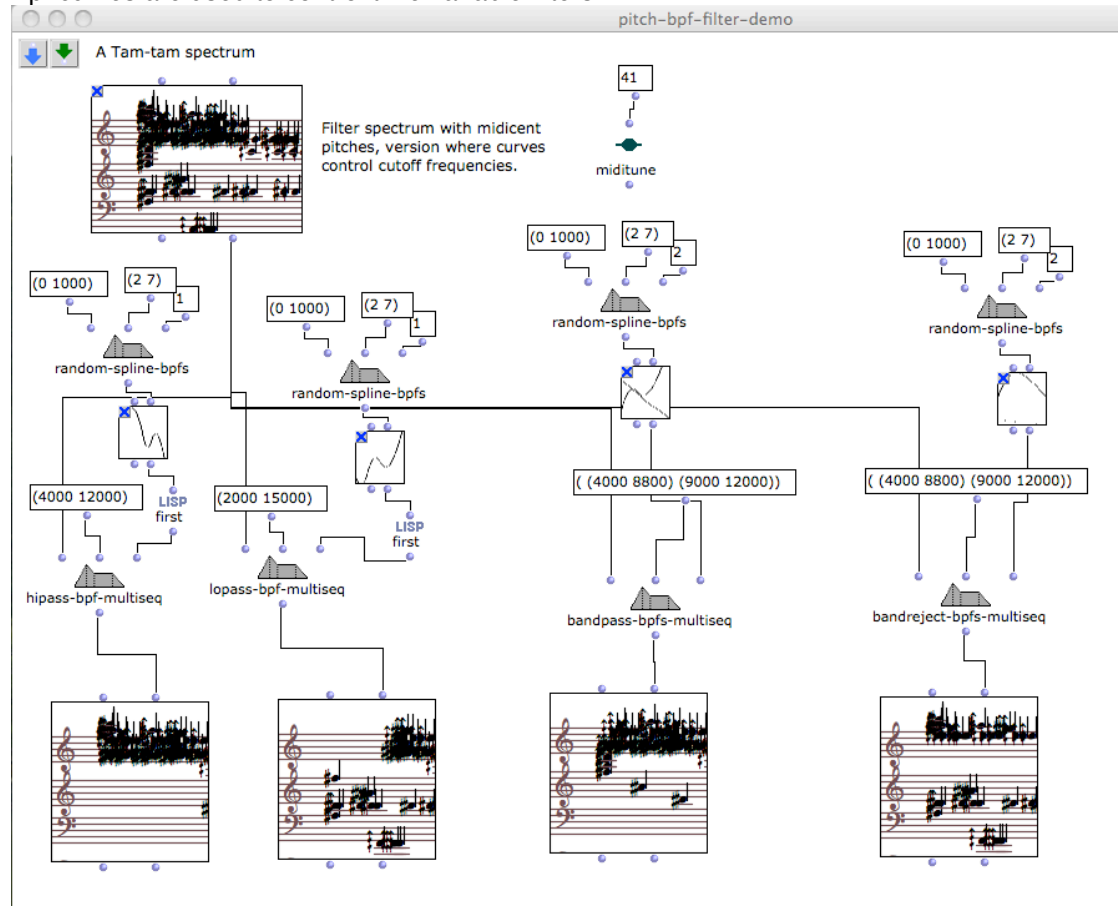 pitch-bpf-filter-demo
A Tam-tam spectrum
41
Filter spectrum with midicent
pitches, version where curves
control cutoff frequencies.
miditune
(0 1000)
(2 7)
2
(0 1000)
(2 7)
2
(0 1000)
(2 7)
1
(0 1000)
(2 7)
1
random-spline-bpfs
random-spline-bpfs
random-spline-bpfs
random-spline-bpfs
(4000 12000)
LISP
first
(2000 15000)
LISP
first
( (4000 8800) (9000 12000))
( (4000 8800) (9000 12000))
hipass-bpf-multiseq
lopass-bpf-multiseq
bandpass-bpfs-multiseq
bandreject-bpfs-multiseq